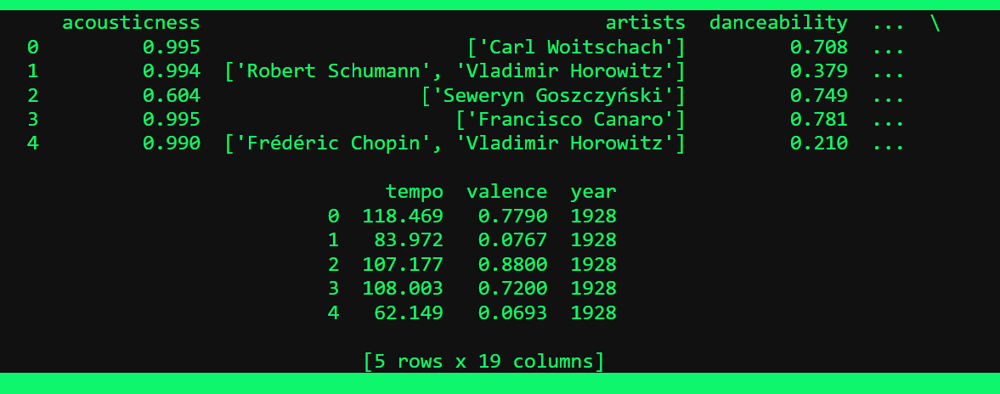 acousticness artists danceability ... \
0 0.995 ['Carl Woitschach'] 0.708 ...
1 0.994 ['Robert Schumann', 'Vladimir Horowitz'] 0.379 ...
2 0.604 ['Seweryn Goszczyński'] 0.749 ...
3 0.995 ['Francisco Canaro'] 0.781 ...
4 0.990 ['Frédéric Chopin', 'Vladimir Horowitz'] 0.210 ...
tempo valence year
0 118.469 0.7790 1928
1 83.972 0.0767 1928
2 107.177 0.8800 1928
3 108.003 0.7200 1928
4 62.149 0.0693 1928
[5 rows x 19 columns]